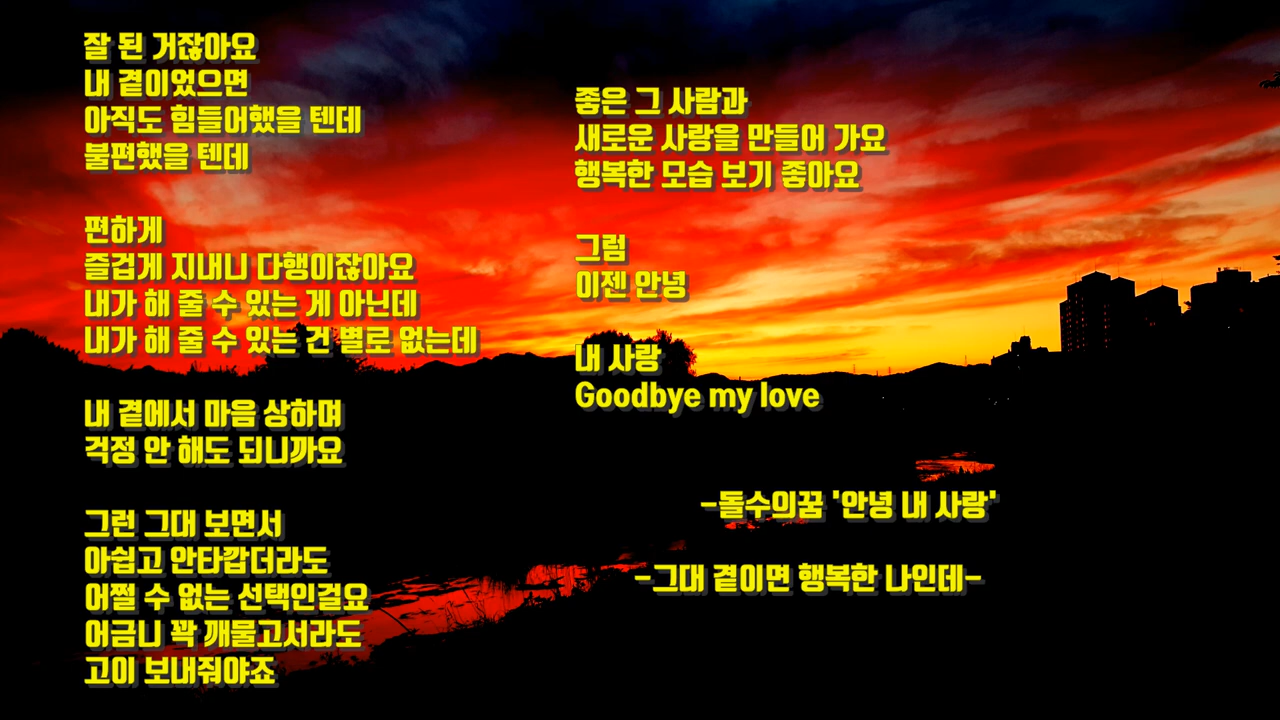 잘 된 거잖아요
내 곁이었으면
아직도 힘들어했을 텐데
불편했을 텐데
편하게
즐겁게 지내니 다행이잖아요
내가 해 줄 수 있는 게 아닌데
내가 해 줄 수 있는 건 별로 없는데
내 곁에서 마음 상하며
걱정 안 해도 되니까요
그런 그대 보면서
아쉽고 안타깝더라도
어쩔 수 없는 선택인걸요
어금니 꽉 깨물고서라도
고이 보내줘야죠
좋은 그 사람과
새로운 사랑을 만들어 가요
행복한 모습 보기 좋아요
그럼
이젠 안녕
내 사랑
Goodbye my love
-돌수의꿈 '안녕 내 사랑'
-그대 곁이면 행복한 나인데-